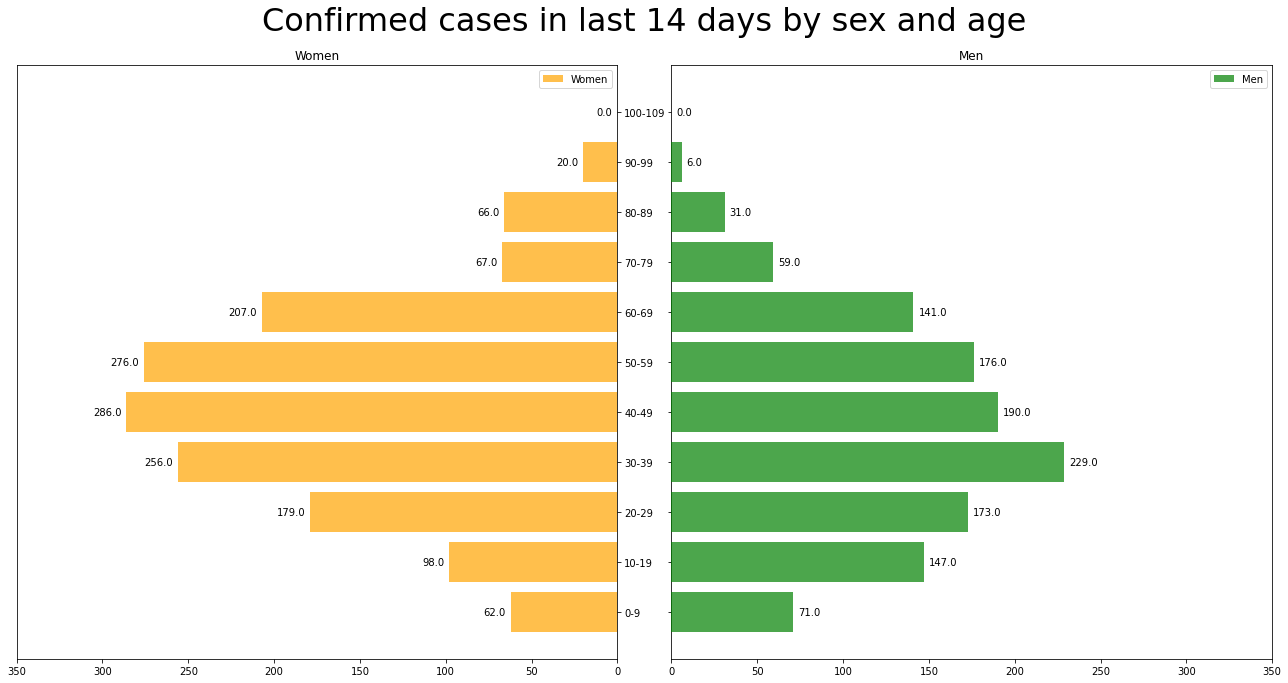 Confirmed cases in last 14 days by sex and age
Women
Men
Women
Men
0.0 100-109 0.0
20.0 90-99 6.0
66.0 80-89 31.0
67.0 70-79 59.0
207.0 60-69 141.0
276.0 50-59 176.0
286.0 40-49 190.0
256.0 30-39 229.0
179.0 20-29 173.0
98.0 10-19 147.0
62.0 0-9 71.0
350 300 250 200 150 100 50 0
0 50 100 150 200 250 300 350